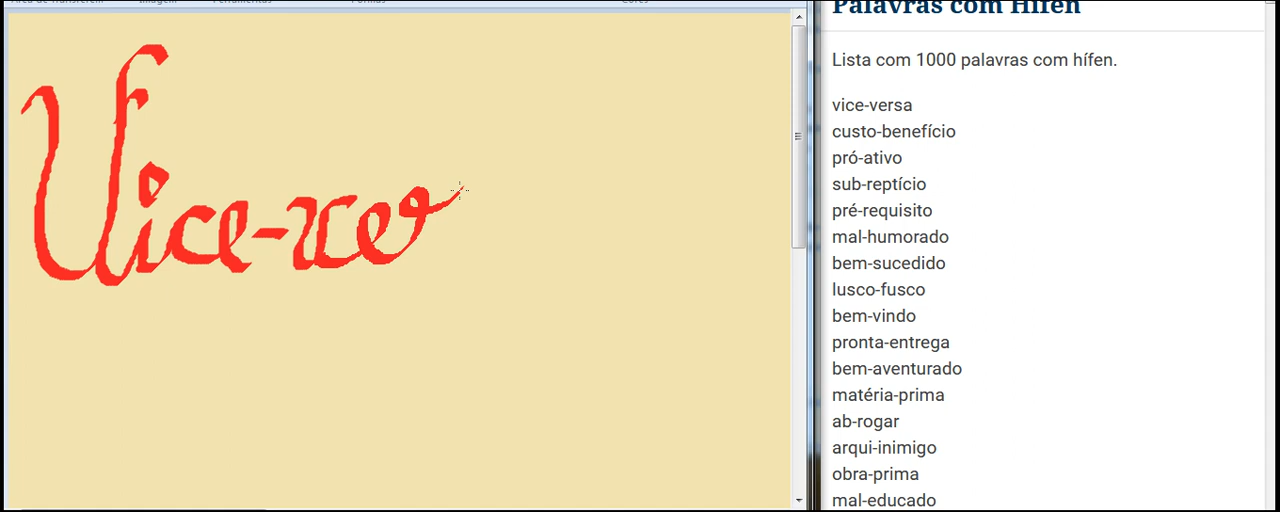 Palavras com Hífen
Lista com 1000 palavras com hífen.
vice-versa
custo-benefício
pró-ativo
sub-reptício
pré-requisito
mal-humorado
bem-sucedido
lusco-fusco
bem-vindo
pronta-entrega
bem-aventurado
matéria-prima
ab-rogar
arqui-inimigo
obra-prima
mal-educado